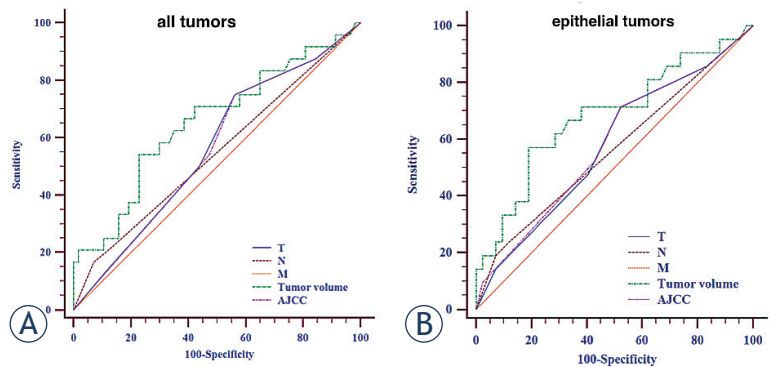 all tumors
100
80
60
40
20
0
Sensitivity
T
N
M
Tumor volume
AJCC
0 20 40 60 80 100
100-Specificity
A
epithelial tumors
100
80
60
40
20
0
Sensitivity
T
N
M
Tumor volume
AJCC
0 20 40 60 80 100
100-Specificity
B